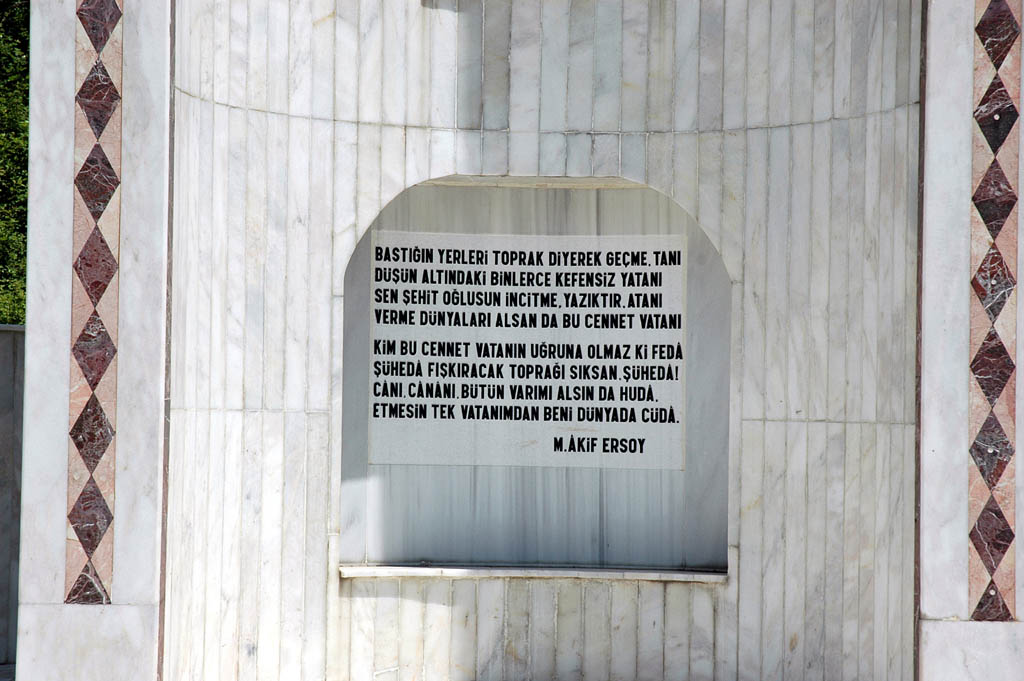 BASTIĞIN YERLERİ TOPRAK DİYEREK GEÇME, TANI
DÜŞÜN ALTINDAKİ BİNLERCE KEFENSİZ YATANI
SEN ŞEHİT OĞLUSUN İNCİTME, YAZIKTIR, ATANI
VERME DÜNYALARI ALSAN DA BU CENNET VATANI
KİM BU CENNET VATANIN UĞRUNA OLMAZ Kİ FEDÂ
ŞÜHEDÂ FIŞKIRACAK TOPRAĞI SIKSAN, ŞÜHEDÂ!
CÂNI, CÂNÂNI, BÜTÜN VARIMI ALSIN DA HUDÂ,
ETMESİN TEK VATANIMDAN BENİ DÜNYADA CÜDÂ.
M.ÂKİF ERSOY